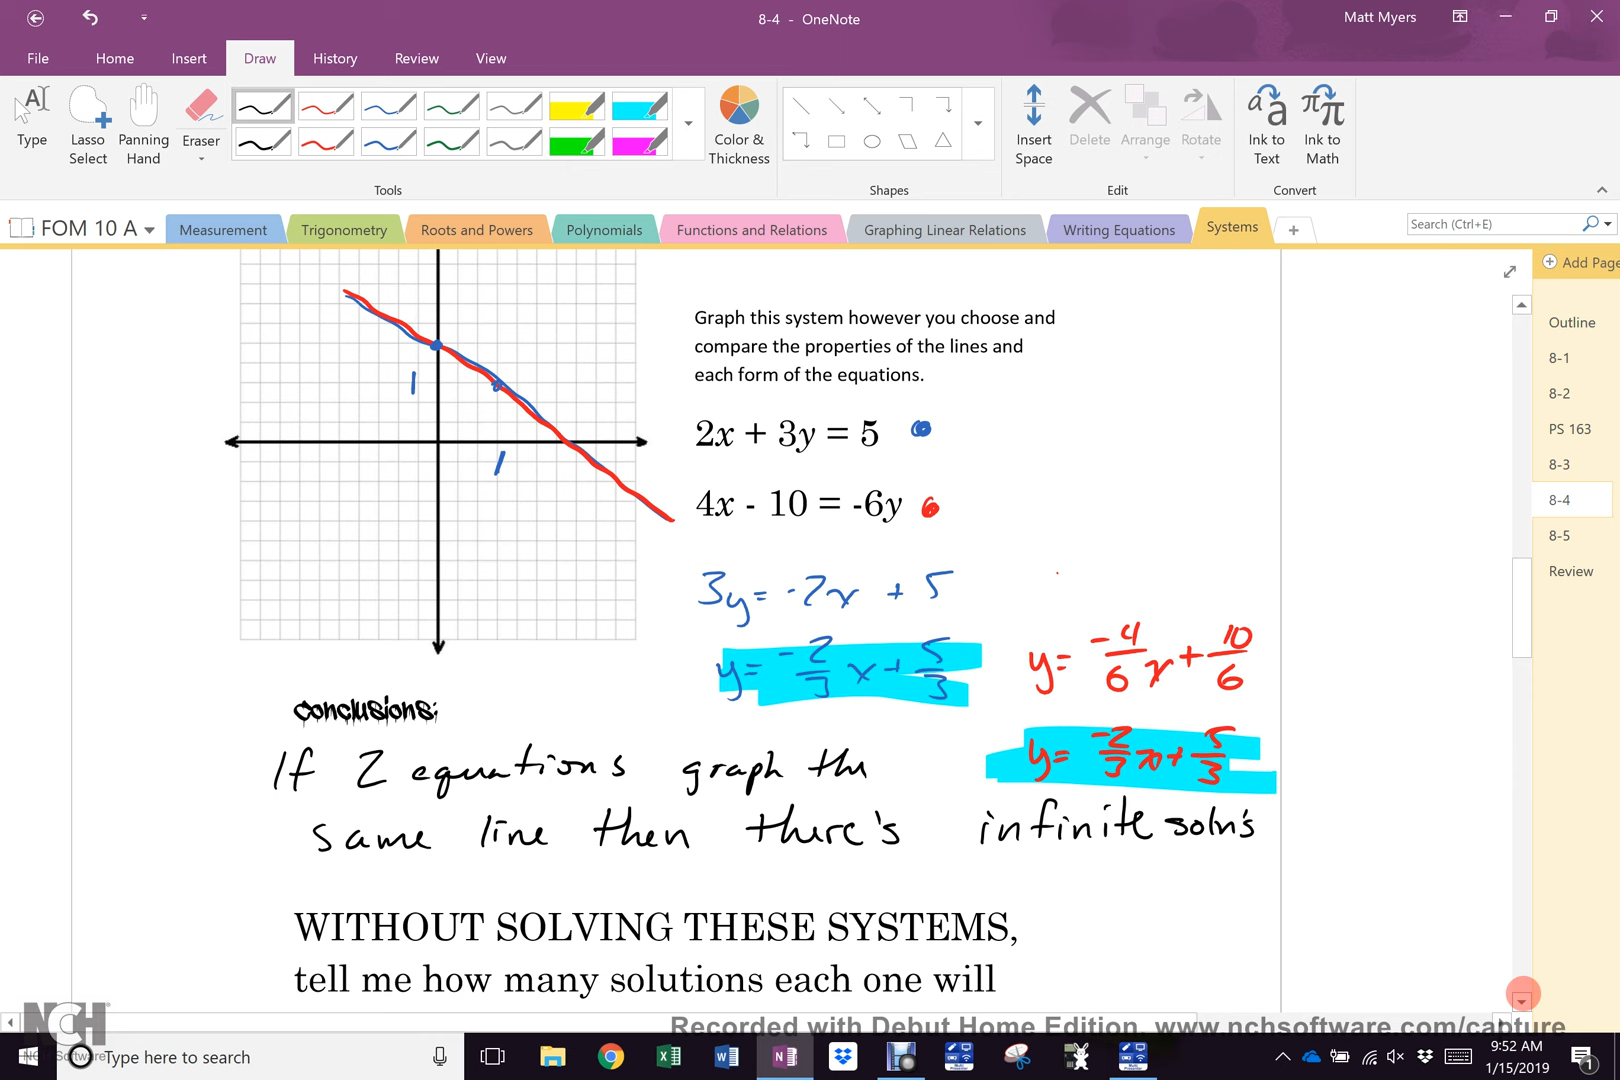 8-4 - OneNote
Matt Myers
File Home Insert Draw History Review View
Type
Lasso Select
Panning Hand
Eraser
Color & Thickness
Insert Space
Delete
Arrange
Rotate
Ink to Text
Ink to Math
Tools
Shapes
Edit
Convert
FOM 10 A
Measurement
Trigonometry
Roots and Powers
Polynomials
Functions and Relations
Graphing Linear Relations
Writing Equations
Systems
+
Search (Ctrl+E)
Add Page
Outline
8-1
8-2
PS 163
8-3
8-4
8-5
Review
Graph this system however you choose and
compare the properties of the lines and
each form of the equations.
2x + 3y = 5
4x - 10 = -6y
1
1
3y = -2x + 5
y = -2/3 x + 5/3
y = -4/6 x + 10/6
y = -2/3 x + 5/3
conclusions:
If 2 equations graph the
same line then there's infinite soln's
WITHOUT SOLVING THESE SYSTEMS,
tell me how many solutions each one will
NCH
NCH Software
Recorded with Debut Home Edition. www.nchsoftware.com/capture
Type here to search
9:52 AM
1/15/2019
1